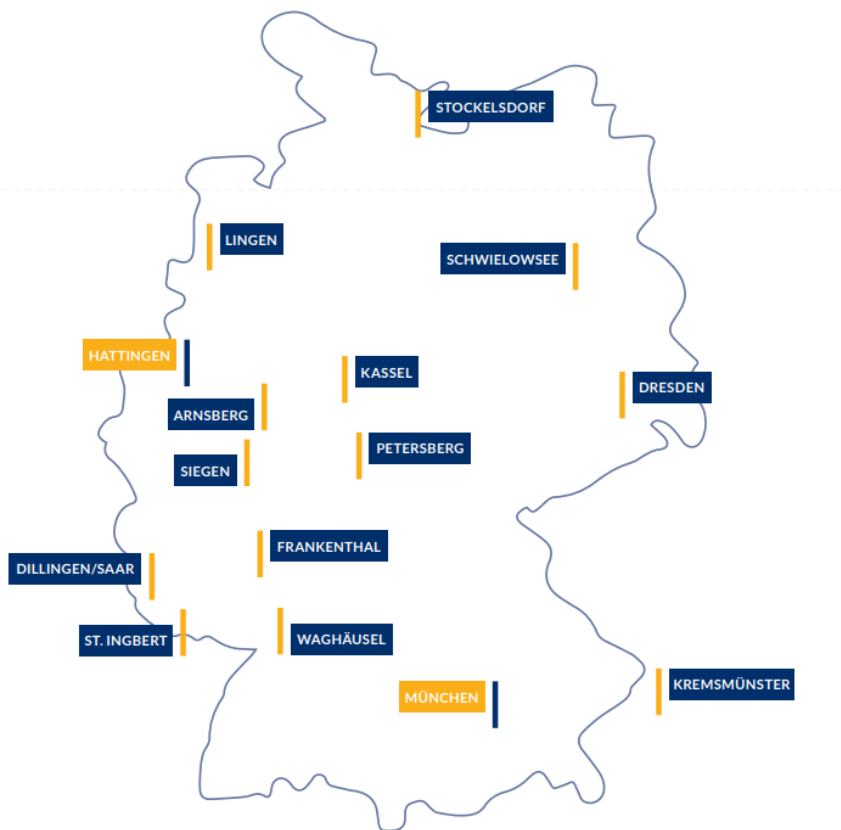 STOCKELSDORF
LINGEN
SCHWIELOWSEE
HATTINGEN
KASSEL
DRESDEN
ARNSBERG
PETERSBERG
SIEGEN
FRANKENTHAL
DILLINGEN/SAAR
ST. INGBERT
WAGHÄUSEL
KREMSMÜNSTER
MÜNCHEN